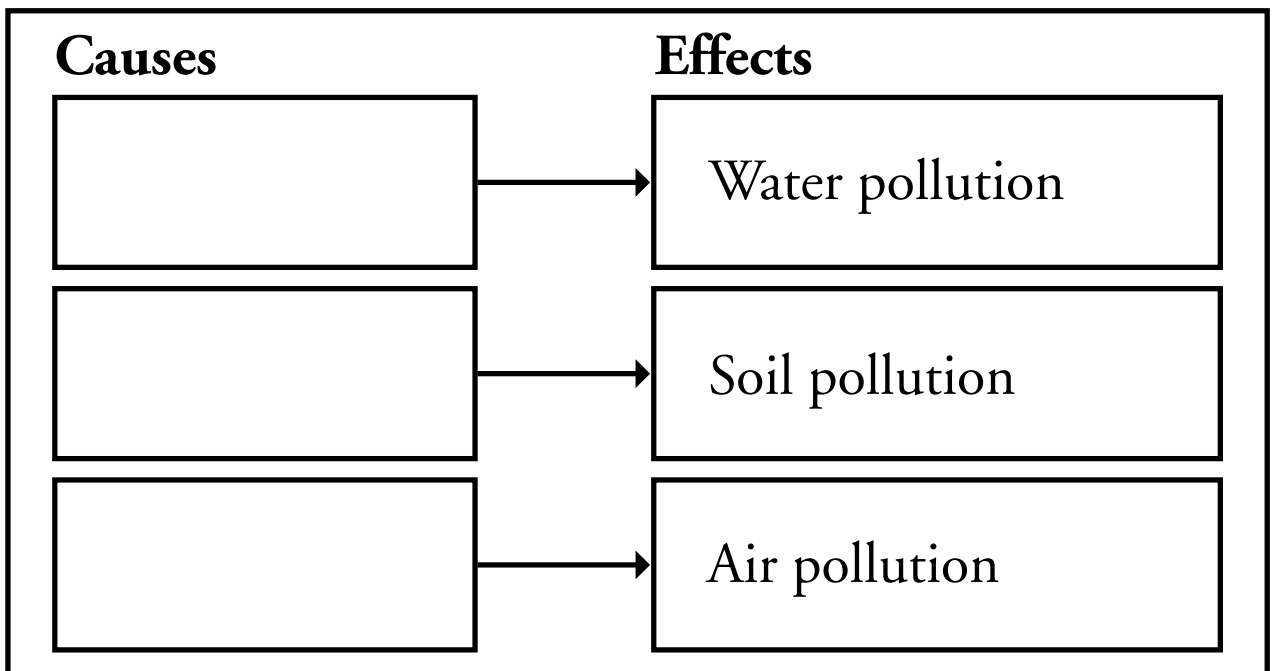 Causes
Effects
Water pollution
Soil pollution
Air pollution